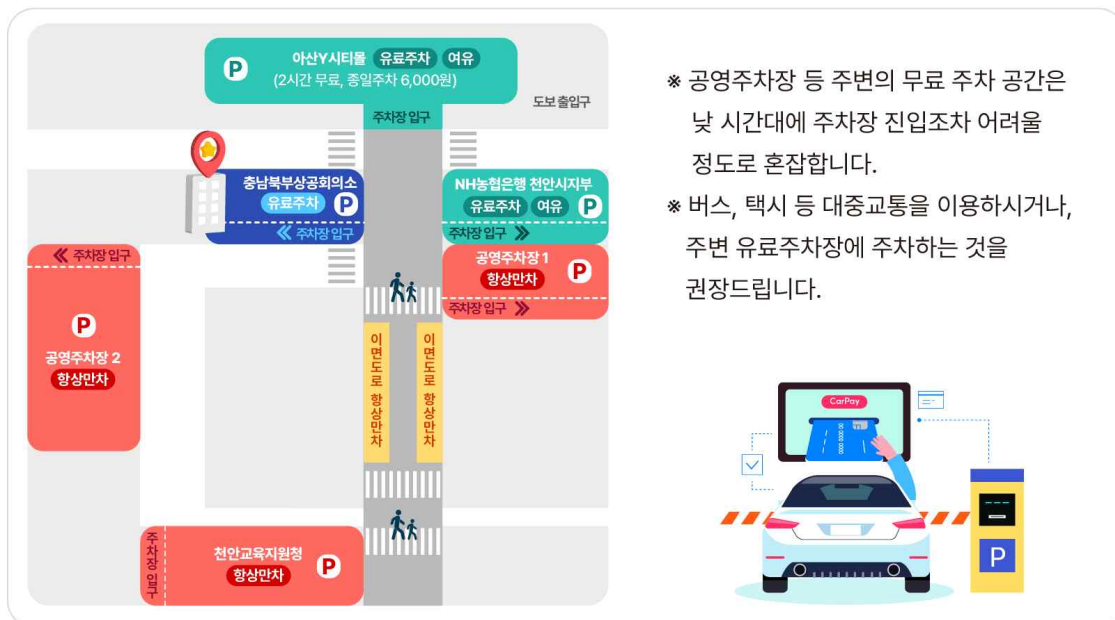 아산Y시티몰 유료주차 여유
(2시간 무료, 종일주차 6,000원)
P
도보 출입구
주차장 입구
충남북부상공회의소
유료주차 P
주차장 입구
NH농협은행 천안시지부
유료주차 여유 P
주차장 입구
주차장 입구
P
공영주차장 2
항상만차
공영주차장 1
항상만차 P
주차장 입구
이면도로 항상만차
이면도로 항상만차
주차장 입구
천안교육지원청
항상만차 P
※ 공영주차장 등 주변의 무료 주차 공간은
낮 시간대에 주차장 진입조차 어려울
정도로 혼잡합니다.
※ 버스, 택시 등 대중교통을 이용하시거나,
주변 유료주차장에 주차하는 것을
권장드립니다.
CarPay
P